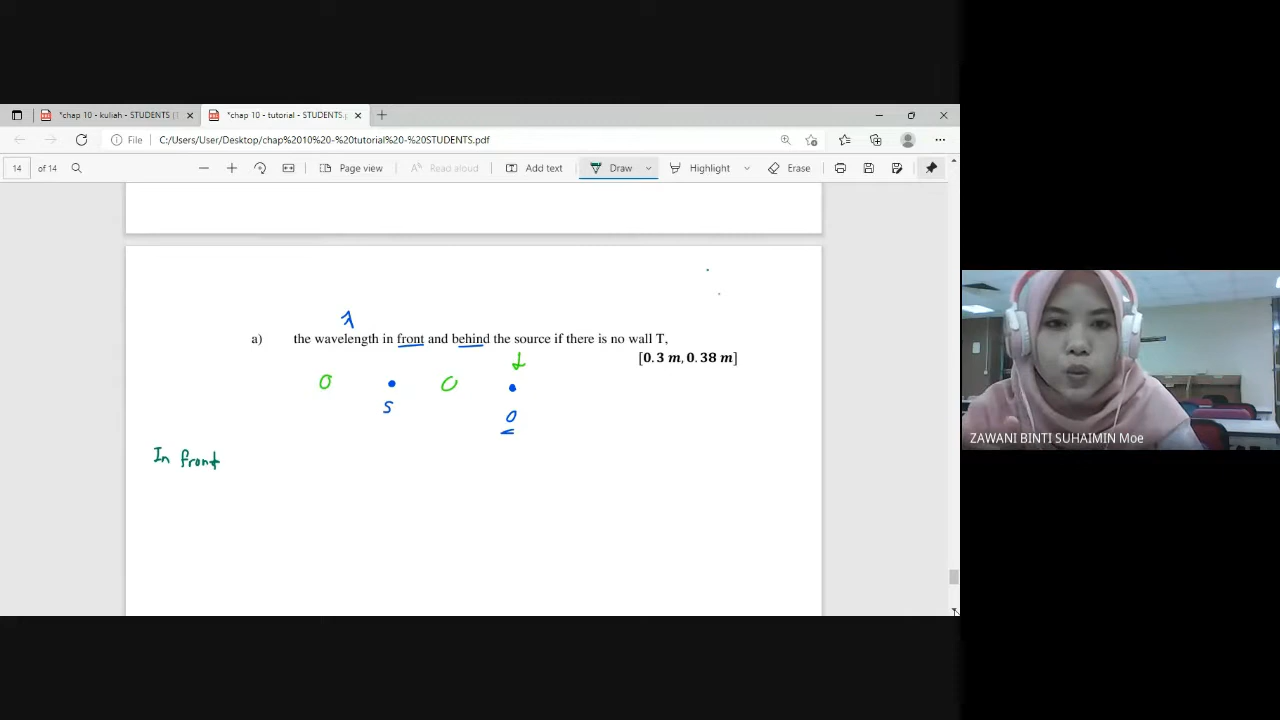 *chap 10 - kuliah - STUDENTS (1
*chap 10 - tutorial - STUDENTS.p
File C:/Users/User/Desktop/chap%2010%20-%20tutorial%20-%20STUDENTS.pdf
14 of 14 Page view Read aloud Add text Draw Highlight Erase
λ
a) the wavelength in front and behind the source if there is no wall T,
[0.3 m, 0.38 m]
O O
S O
In front
ZAWANI BINTI SUHAIMIN Moe